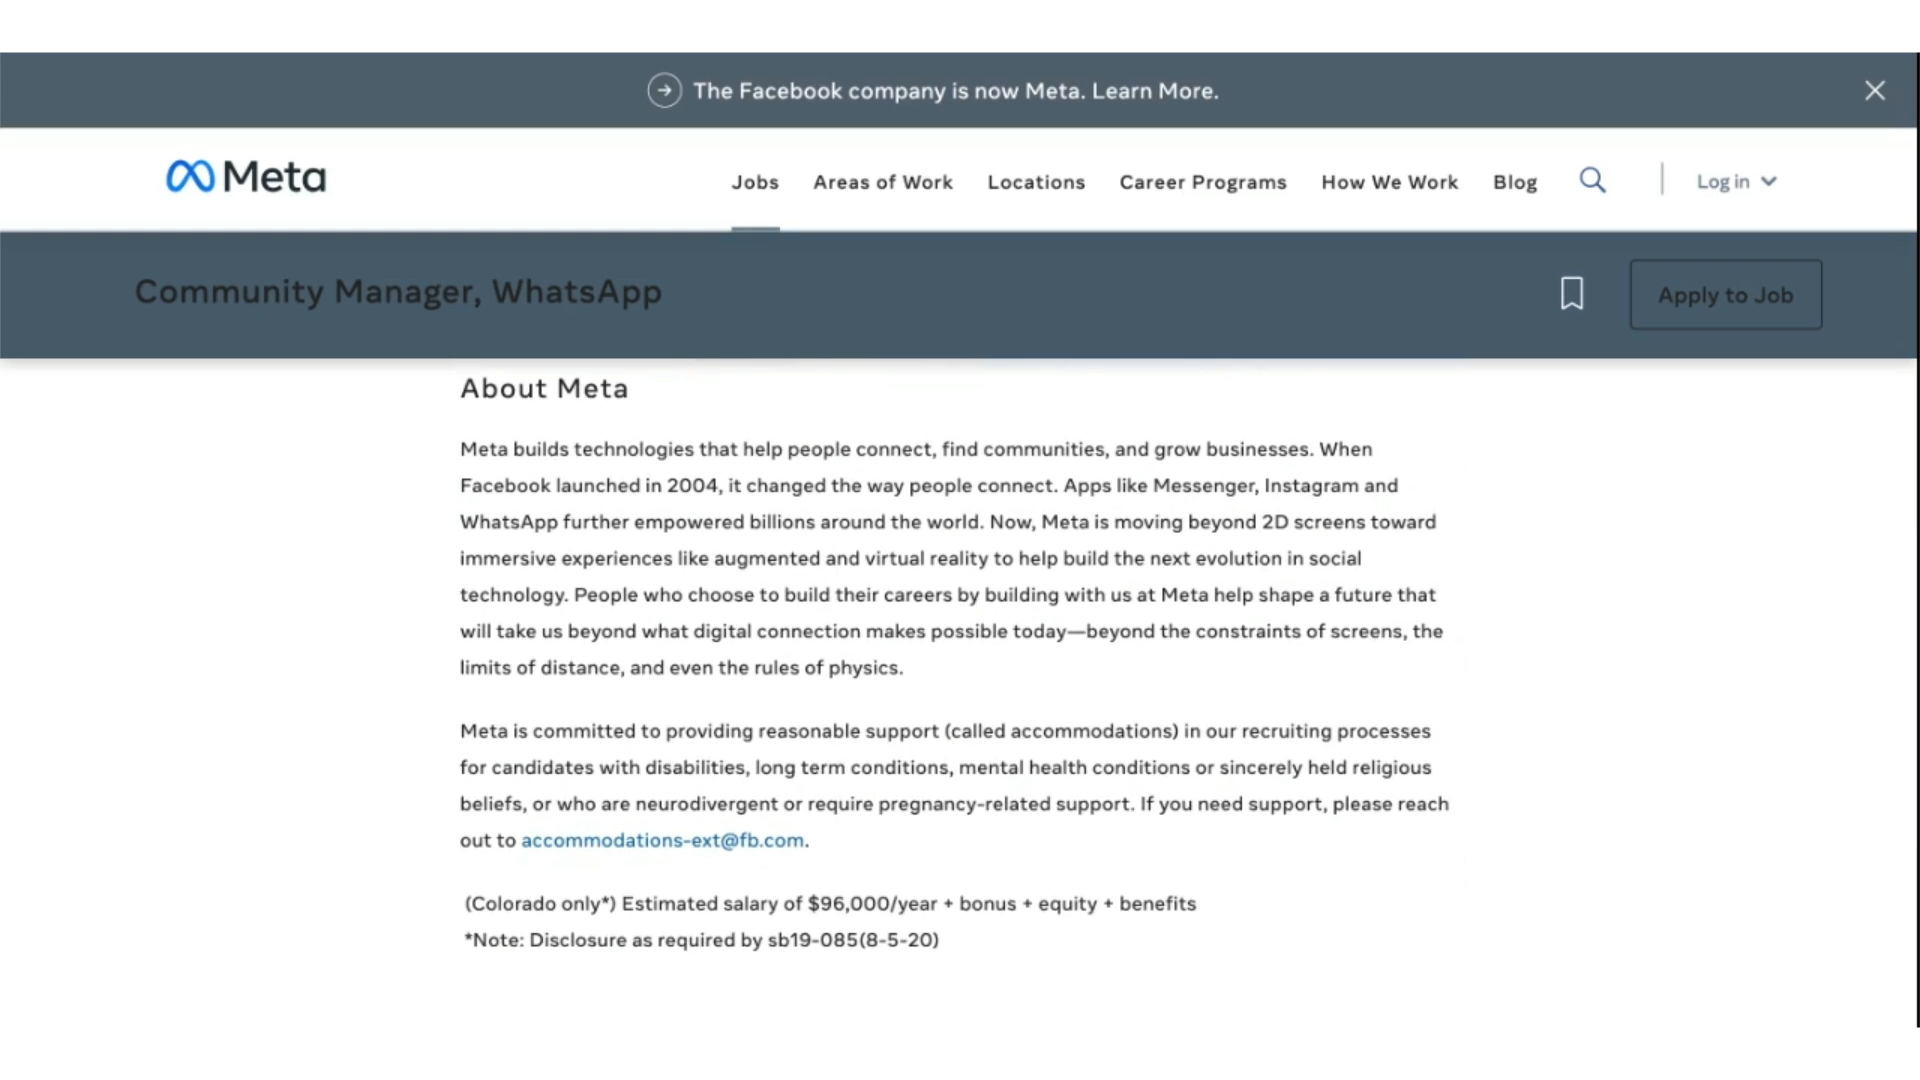 The Facebook company is now Meta. Learn More.
Meta
Jobs
Areas of Work
Locations
Career Programs
How We Work
Blog
Log in
Community Manager, WhatsApp
Apply to Job
About Meta
Meta builds technologies that help people connect, find communities, and grow businesses. When
Facebook launched in 2004, it changed the way people connect. Apps like Messenger, Instagram and
WhatsApp further empowered billions around the world. Now, Meta is moving beyond 2D screens toward
immersive experiences like augmented and virtual reality to help build the next evolution in social
technology. People who choose to build their careers by building with us at Meta help shape a future that
will take us beyond what digital connection makes possible today—beyond the constraints of screens, the
limits of distance, and even the rules of physics.
Meta is committed to providing reasonable support (called accommodations) in our recruiting processes
for candidates with disabilities, long term conditions, mental health conditions or sincerely held religious
beliefs, or who are neurodivergent or require pregnancy-related support. If you need support, please reach
out to accommodations-ext@fb.com.
(Colorado only*) Estimated salary of $96,000/year + bonus + equity + benefits
*Note: Disclosure as required by sb19-085(8-5-20)